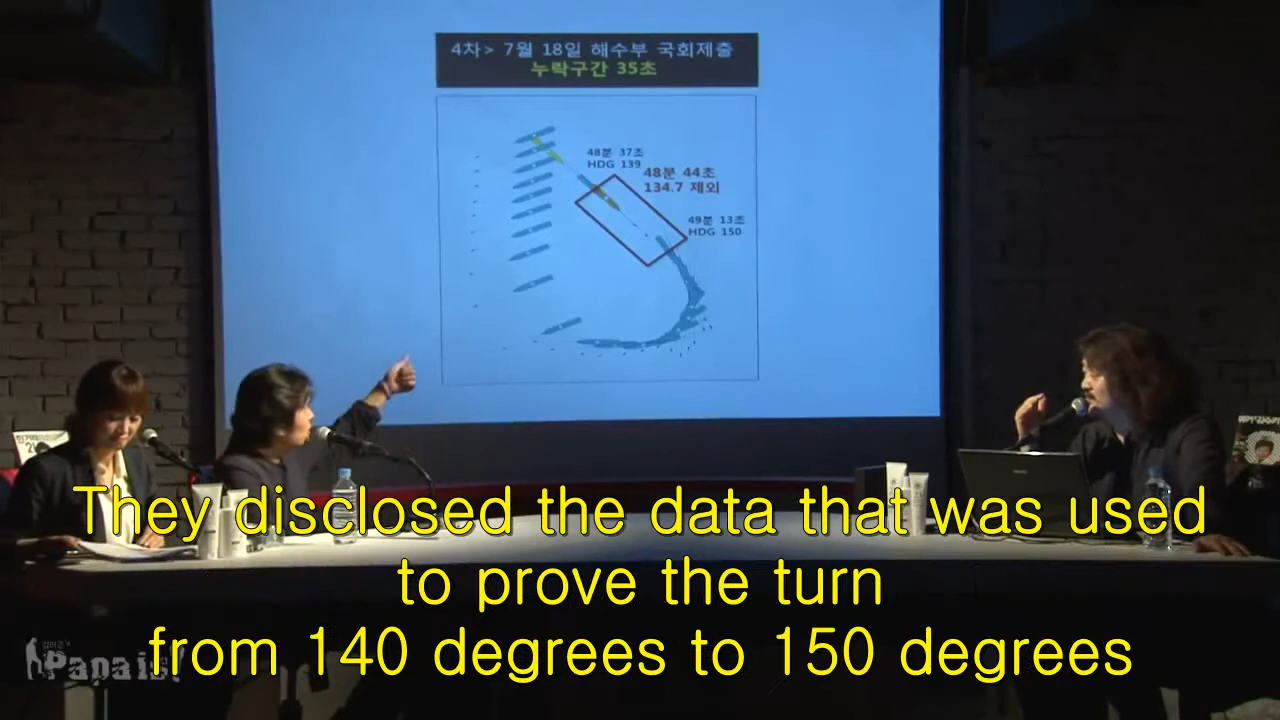 4차> 7월 18일 해수부 국회제출
누락구간 35초
48분 37초
HDG 139
48분 44초
134.7 제외
49분 13초
HDG 150
They disclosed the data that was used
to prove the turn
from 140 degrees to 150 degrees
Papa is!